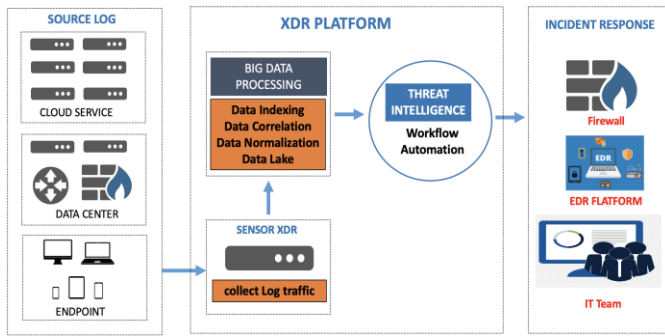 SOURCE LOG
CLOUD SERVICE
DATA CENTER
ENDPOINT
XDR PLATFORM
BIG DATA
PROCESSING
Data Indexing
Data Correlation
Data Normalization
Data Lake
SENSOR XDR
collect Log traffic
THREAT
INTELLIGENCE
Workflow
Automation
INCIDENT RESPONSE
Firewall
EDR
EDR FLATFORM
IT Team